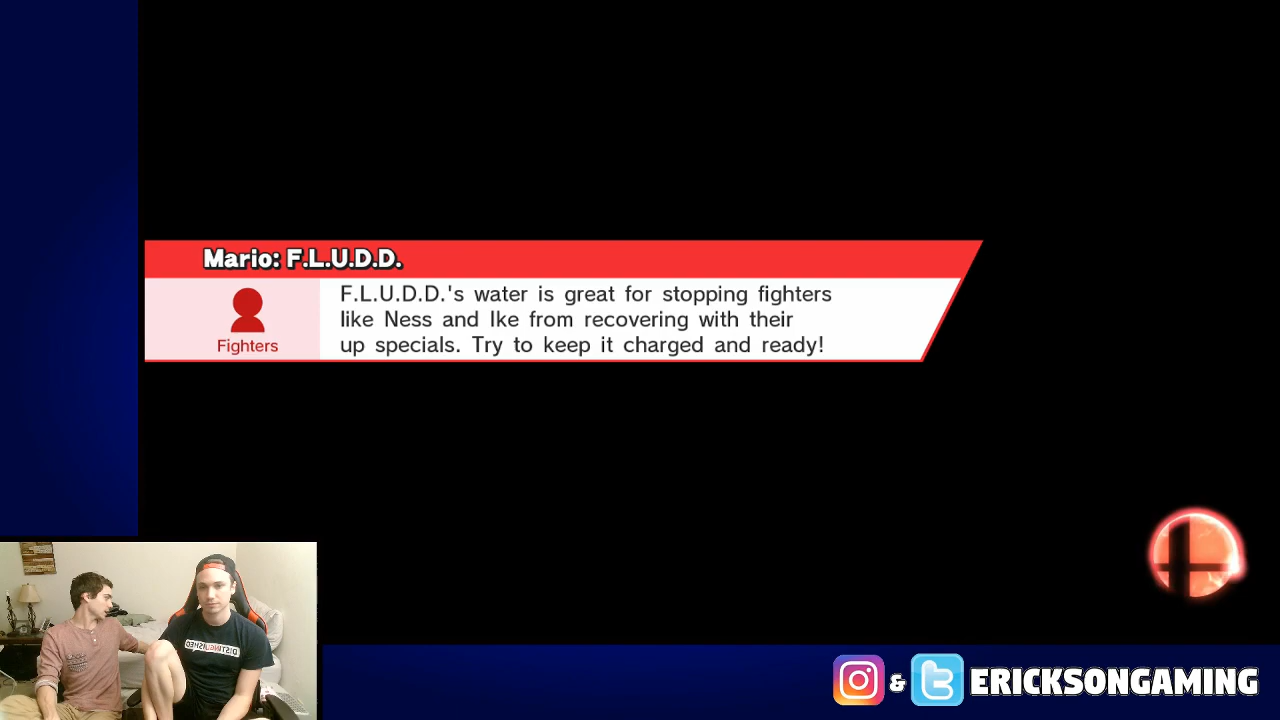 Mario: F.L.U.D.D.
Fighters
F.L.U.D.D.'s water is great for stopping fighters
like Ness and Ike from recovering with their
up specials. Try to keep it charged and ready!
DISTINGUISHED
& ERICKSONGAMING